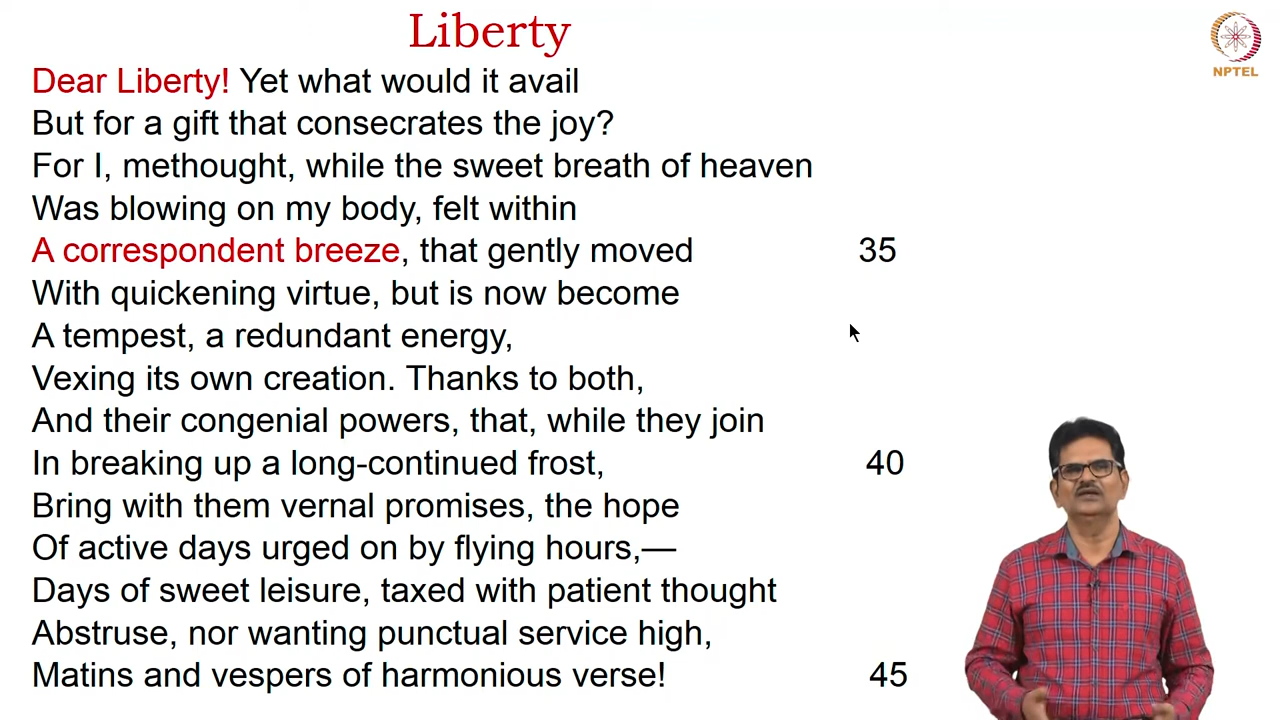 Liberty
NPTEL
Dear Liberty! Yet what would it avail
But for a gift that consecrates the joy?
For I, methought, while the sweet breath of heaven
Was blowing on my body, felt within
A correspondent breeze, that gently moved 35
With quickening virtue, but is now become
A tempest, a redundant energy,
Vexing its own creation. Thanks to both,
And their congenial powers, that, while they join
In breaking up a long-continued frost, 40
Bring with them vernal promises, the hope
Of active days urged on by flying hours,—
Days of sweet leisure, taxed with patient thought
Abstruse, nor wanting punctual service high,
Matins and vespers of harmonious verse! 45